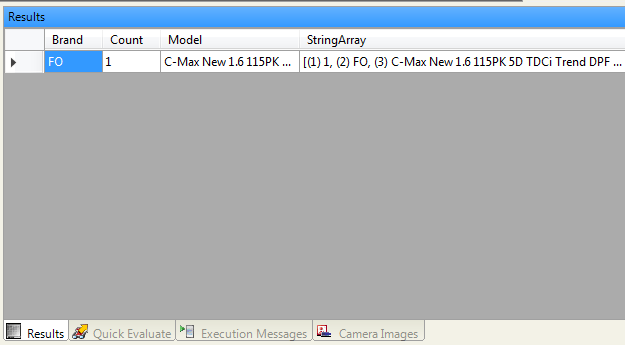 Results
Brand Count Model StringArray
FO 1 C-Max New 1.6 115PK ... [(1) 1, (2) FO, (3) C-Max New 1.6 115PK 5D TDCi Trend DPF ...
Results Quick Evaluate Execution Messages Camera Images